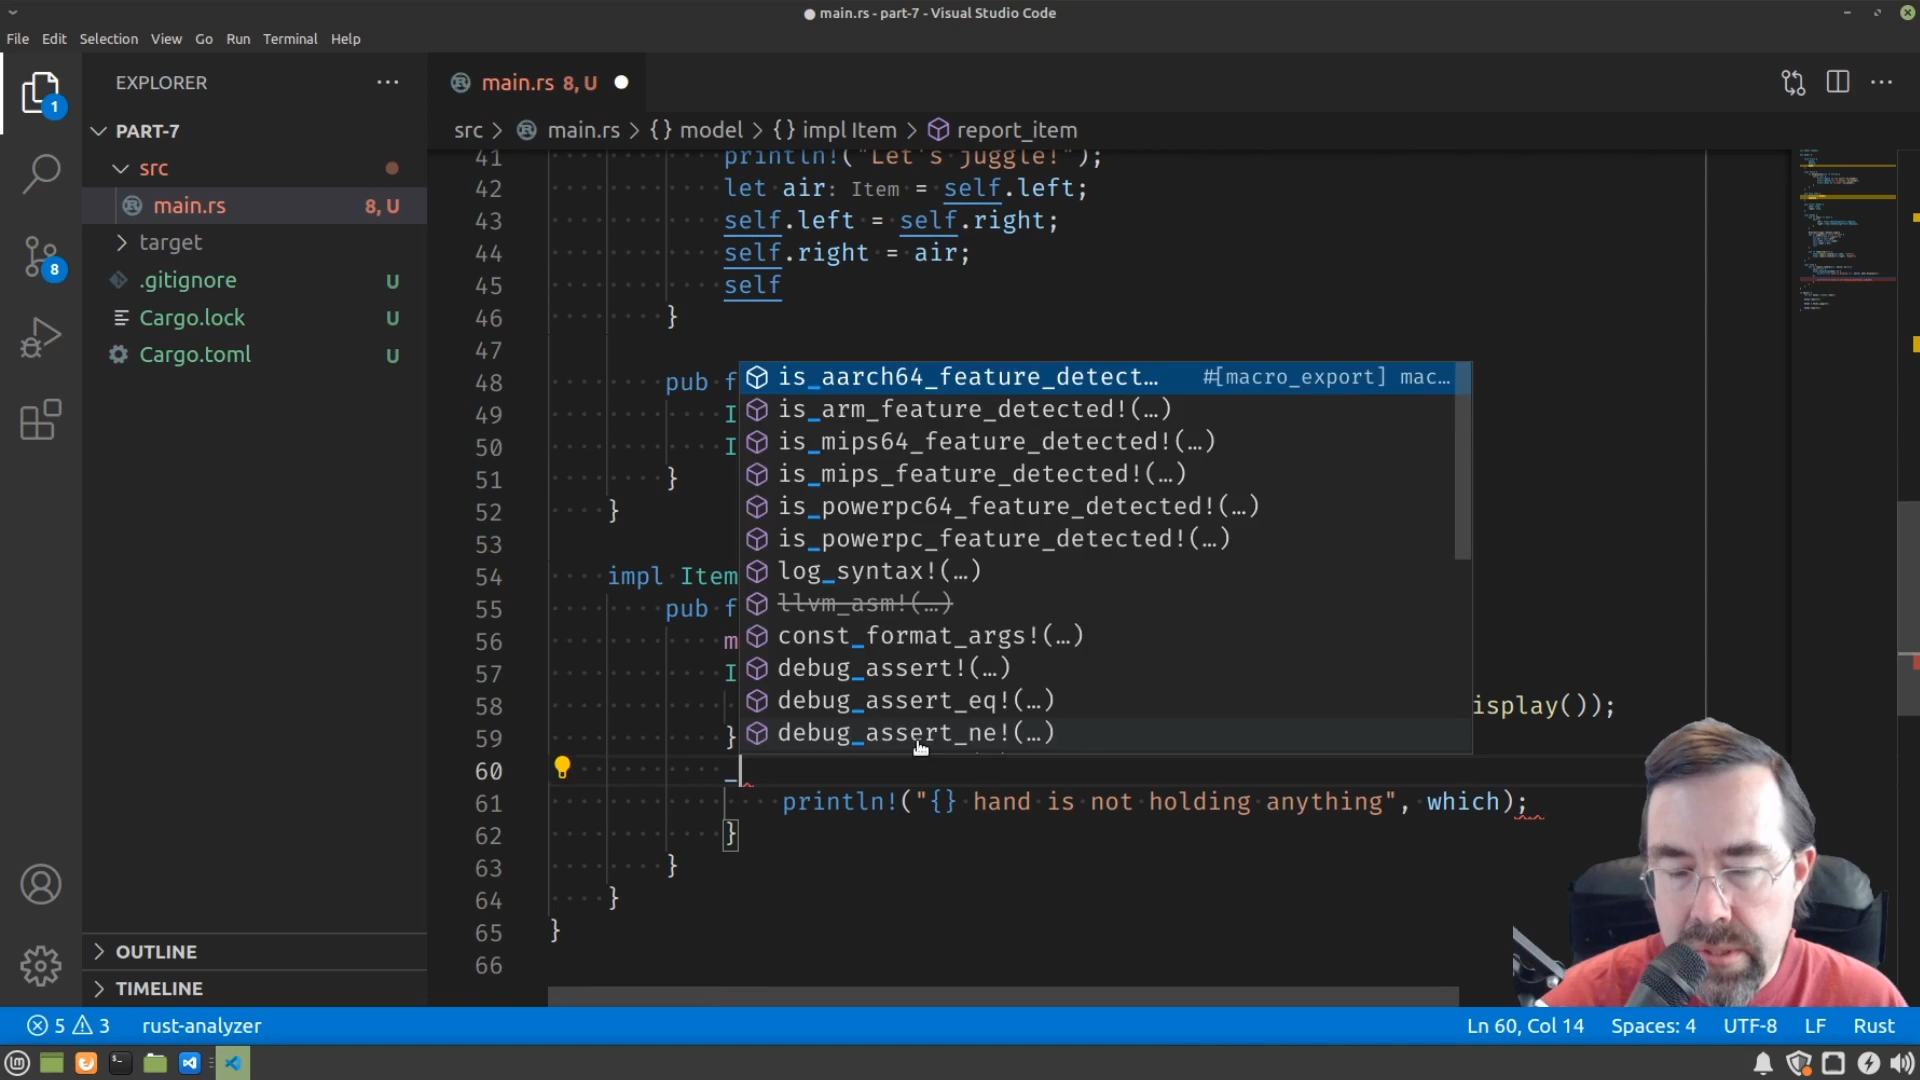 main.rs - part-7 - Visual Studio Code
File Edit Selection View Go Run Terminal Help
EXPLORER
main.rs 8, U
PART-7
src > main.rs > {} model > {} impl Item > report_item
src
main.rs 8, U
target
.gitignore U
Cargo.lock U
Cargo.toml U
41 println!("Let's juggle!");
42 let air: Item = self.left;
43 self.left = self.right;
44 self.right = air;
45 self
46 }
47
48 pub f
49 I
50 I
51 }
52 }
53
54 impl Item
55 pub f
56 m
57 I
58 isplay());
59 }
60 _
61 println!("{} hand is not holding anything", which);
62 }
63 }
64 }
65 }
66
is_aarch64_feature_detect… #[macro_export] mac…
is_arm_feature_detected!(…)
is_mips64_feature_detected!(…)
is_mips_feature_detected!(…)
is_powerpc64_feature_detected!(…)
is_powerpc_feature_detected!(…)
log_syntax!(…)
llvm_asm!(…)
const_format_args!(…)
debug_assert!(…)
debug_assert_eq!(…)
debug_assert_ne!(…)
1
8
OUTLINE
TIMELINE
5 3 rust-analyzer
Ln 60, Col 14 Spaces: 4 UTF-8 LF Rust